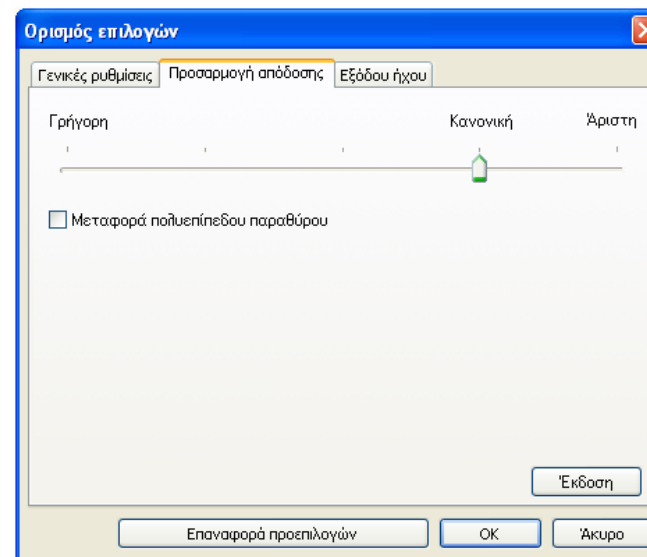 Ορισμός επιλογών
Γενικές ρυθμίσεις Προσαρμογή απόδοσης Εξόδου ήχου
Γρήγορη Κανονική Άριστη
Μεταφορά πολυεπίπεδου παραθύρου
Έκδοση
Επαναφορά προεπιλογών OK Άκυρο